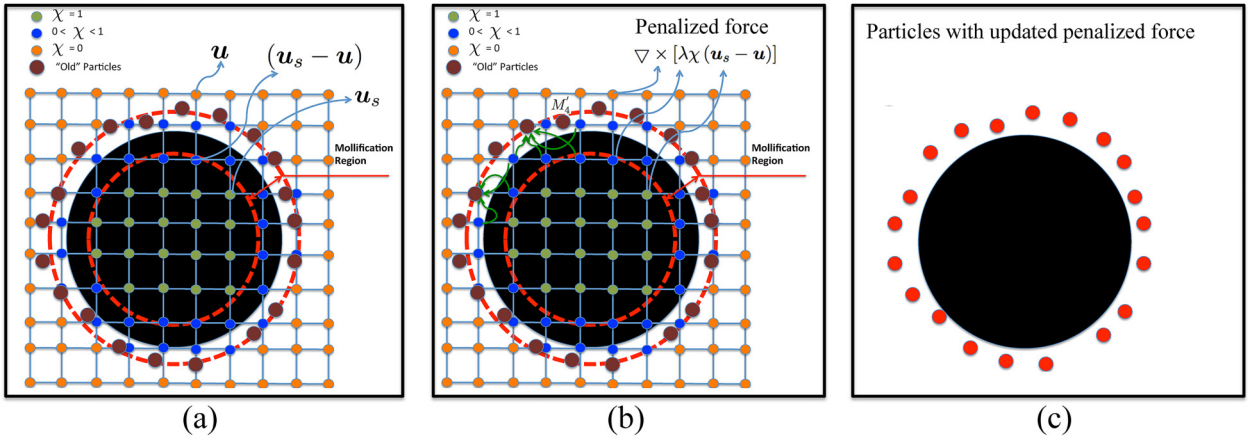 χ = 1
0 < χ < 1
χ = 0
"Old" Particles
u
(u_s − u)
u_s
Mollification
Region
(a)
χ = 1
0 < χ < 1
χ = 0
"Old" Particles
Penalized force
∇ × [λχ (u_s − u)]
M'_4
Mollification
Region
(b)
Particles with updated penalized force
(c)